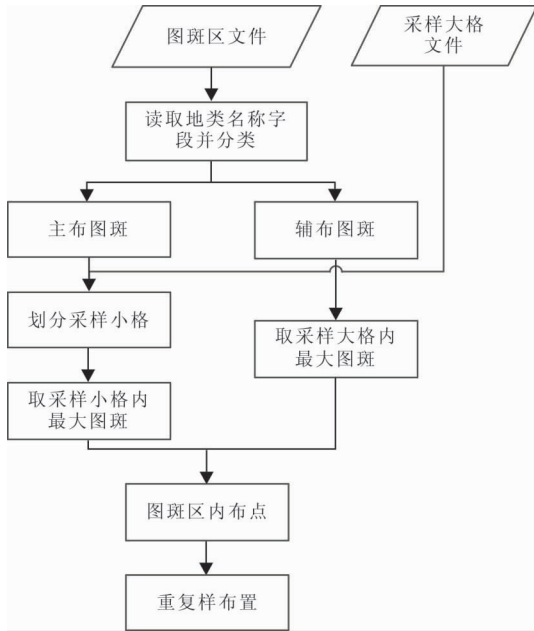 图斑区文件
采样大格
文件
读取地类名称字
段并分类
主布图斑
辅布图斑
划分采样小格
取采样大格内
最大图斑
取采样小格内
最大图斑
图斑区内布点
重复样布置